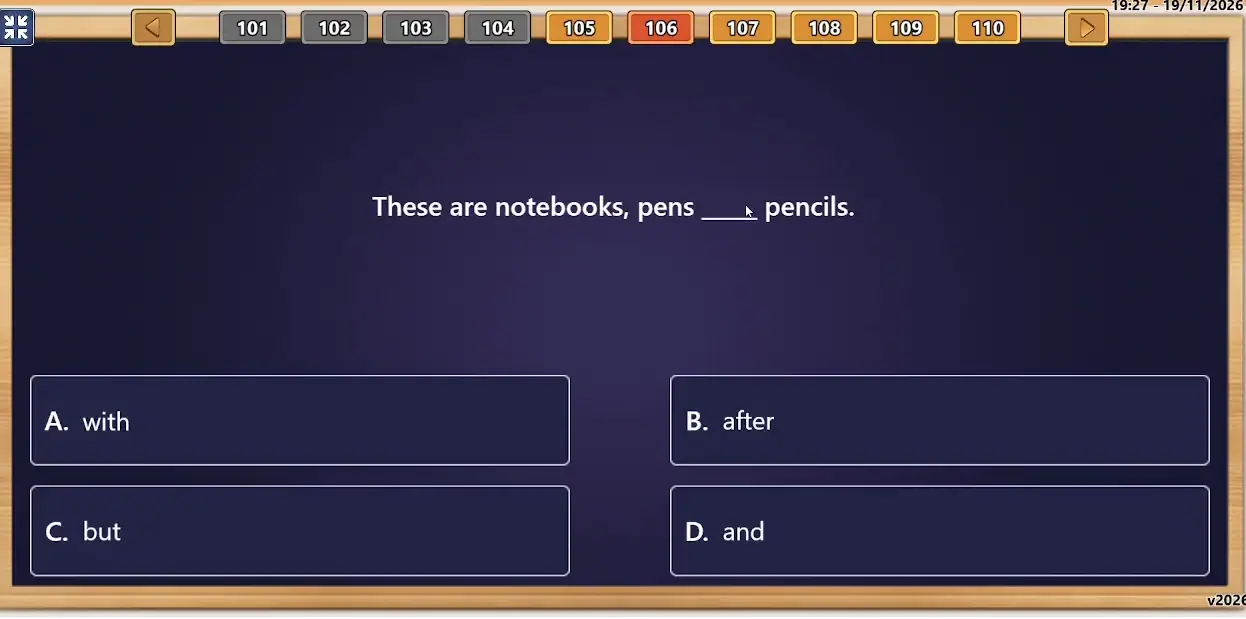 19:27 - 19/11/2026
101 102 103 104 105 106 107 108 109 110
These are notebooks, pens ____ pencils.
A. with
B. after
C. but
D. and
v2026